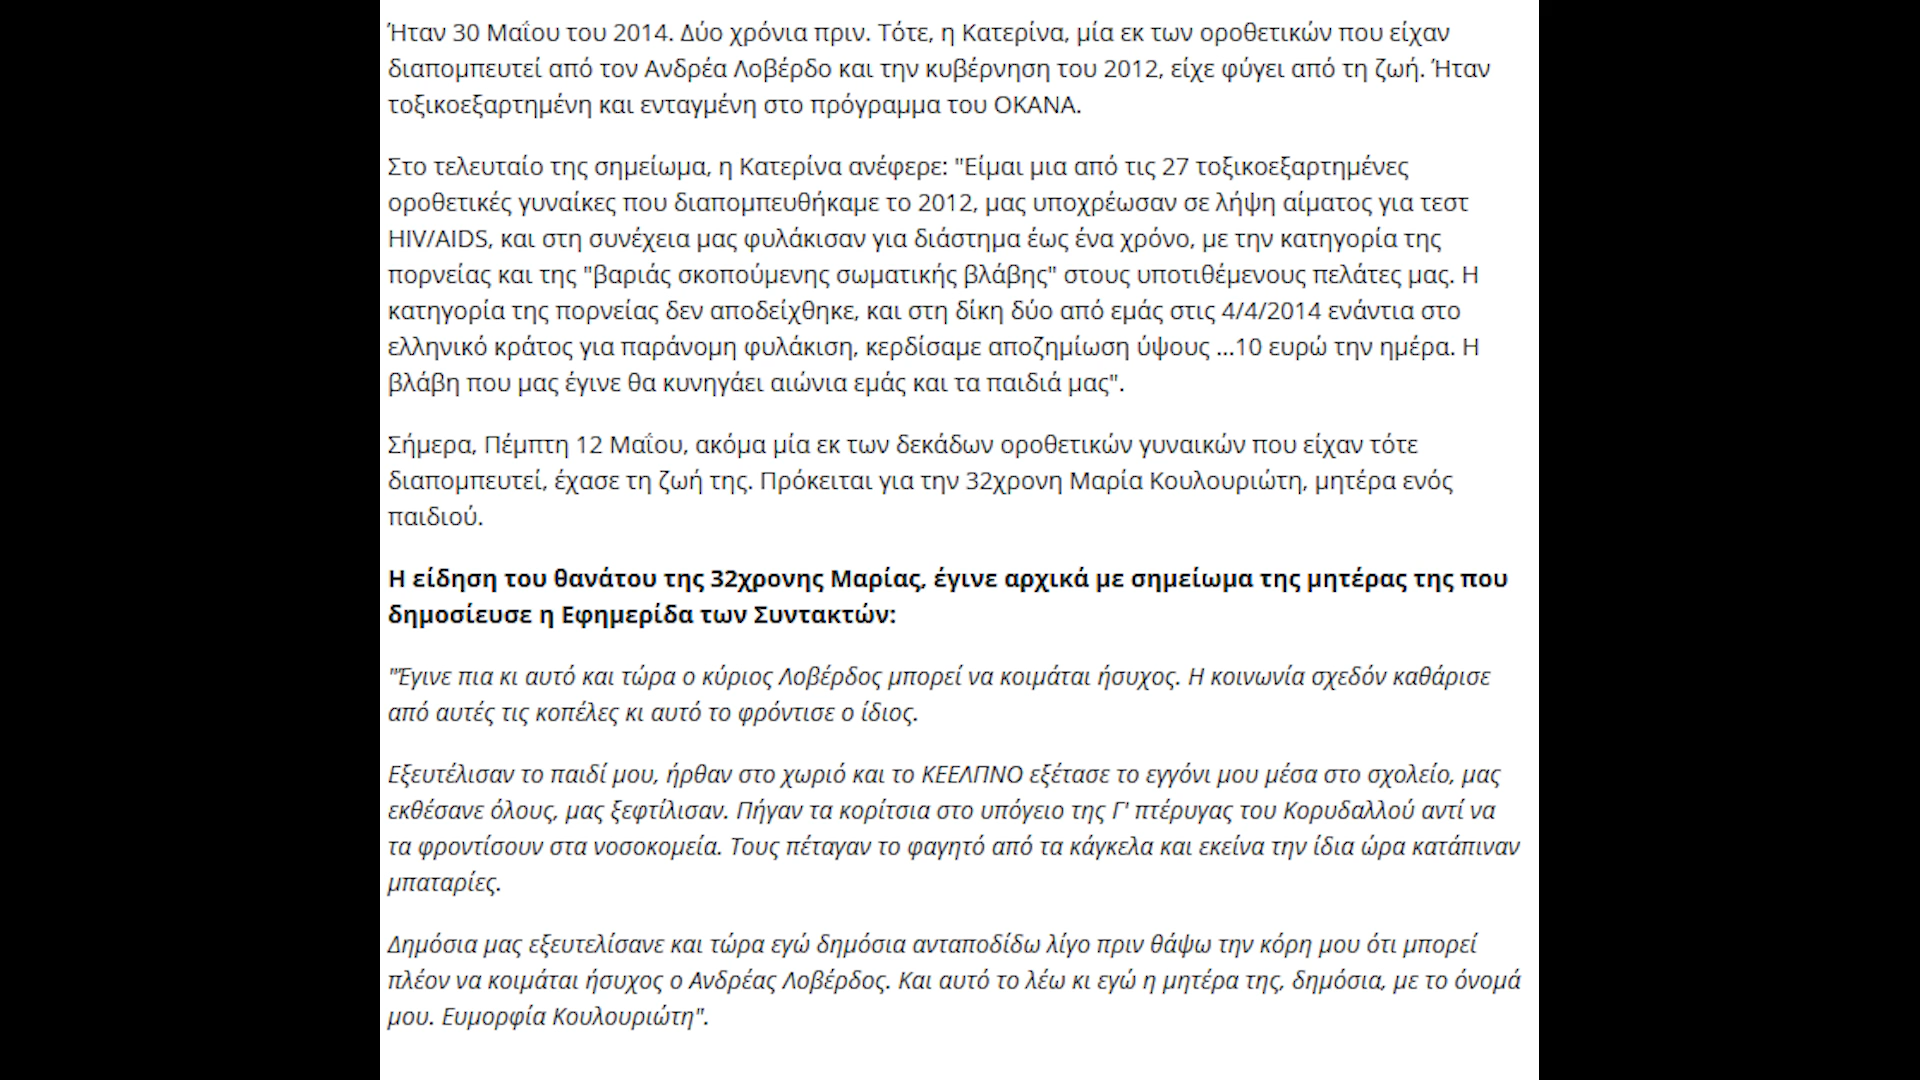 Ήταν 30 Μαΐου του 2014. Δύο χρόνια πριν. Τότε, η Κατερίνα, μία εκ των οροθετικών που είχαν
διαπομπευτεί από τον Ανδρέα Λοβέρδο και την κυβέρνηση του 2012, είχε φύγει από τη ζωή. Ήταν
τοξικοεξαρτημένη και ενταγμένη στο πρόγραμμα του ΟΚΑΝΑ.
Στο τελευταίο της σημείωμα, η Κατερίνα ανέφερε: "Είμαι μια από τις 27 τοξικοεξαρτημένες
οροθετικές γυναίκες που διαπομπευθήκαμε το 2012, μας υποχρέωσαν σε λήψη αίματος για τεστ
HIV/AIDS, και στη συνέχεια μας φυλάκισαν για διάστημα έως ένα χρόνο, με την κατηγορία της
πορνείας και της "βαριάς σκοπούμενης σωματικής βλάβης" στους υποτιθέμενους πελάτες μας. Η
κατηγορία της πορνείας δεν αποδείχθηκε, και στη δίκη δύο από εμάς στις 4/4/2014 ενάντια στο
ελληνικό κράτος για παράνομη φυλάκιση, κερδίσαμε αποζημίωση ύψους ...10 ευρώ την ημέρα. Η
βλάβη που μας έγινε θα κυνηγάει αιώνια εμάς και τα παιδιά μας".
Σήμερα, Πέμπτη 12 Μαΐου, ακόμα μία εκ των δεκάδων οροθετικών γυναικών που είχαν τότε
διαπομπευτεί, έχασε τη ζωή της. Πρόκειται για την 32χρονη Μαρία Κουλουριώτη, μητέρα ενός
παιδιού.
Η είδηση του θανάτου της 32χρονης Μαρίας, έγινε αρχικά με σημείωμα της μητέρας της που
δημοσίευσε η Εφημερίδα των Συντακτών:
"Έγινε πια κι αυτό και τώρα ο κύριος Λοβέρδος μπορεί να κοιμάται ήσυχος. Η κοινωνία σχεδόν καθάρισε
από αυτές τις κοπέλες κι αυτό το φρόντισε ο ίδιος.
Εξευτέλισαν το παιδί μου, ήρθαν στο χωριό και το ΚΕΕΛΠΝΟ εξέτασε το εγγόνι μου μέσα στο σχολείο, μας
εκθέσανε όλους, μας ξεφτίλισαν. Πήγαν τα κορίτσια στο υπόγειο της Γ' πτέρυγας του Κορυδαλλού αντί να
τα φροντίσουν στα νοσοκομεία. Τους πέταγαν το φαγητό από τα κάγκελα και εκείνα την ίδια ώρα κατάπιναν
μπαταρίες.
Δημόσια μας εξευτελίσανε και τώρα εγώ δημόσια ανταποδίδω λίγο πριν θάψω την κόρη μου ότι μπορεί
πλέον να κοιμάται ήσυχος ο Ανδρέας Λοβέρδος. Και αυτό το λέω κι εγώ η μητέρα της, δημόσια, με το όνομά
μου. Ευμορφία Κουλουριώτη".